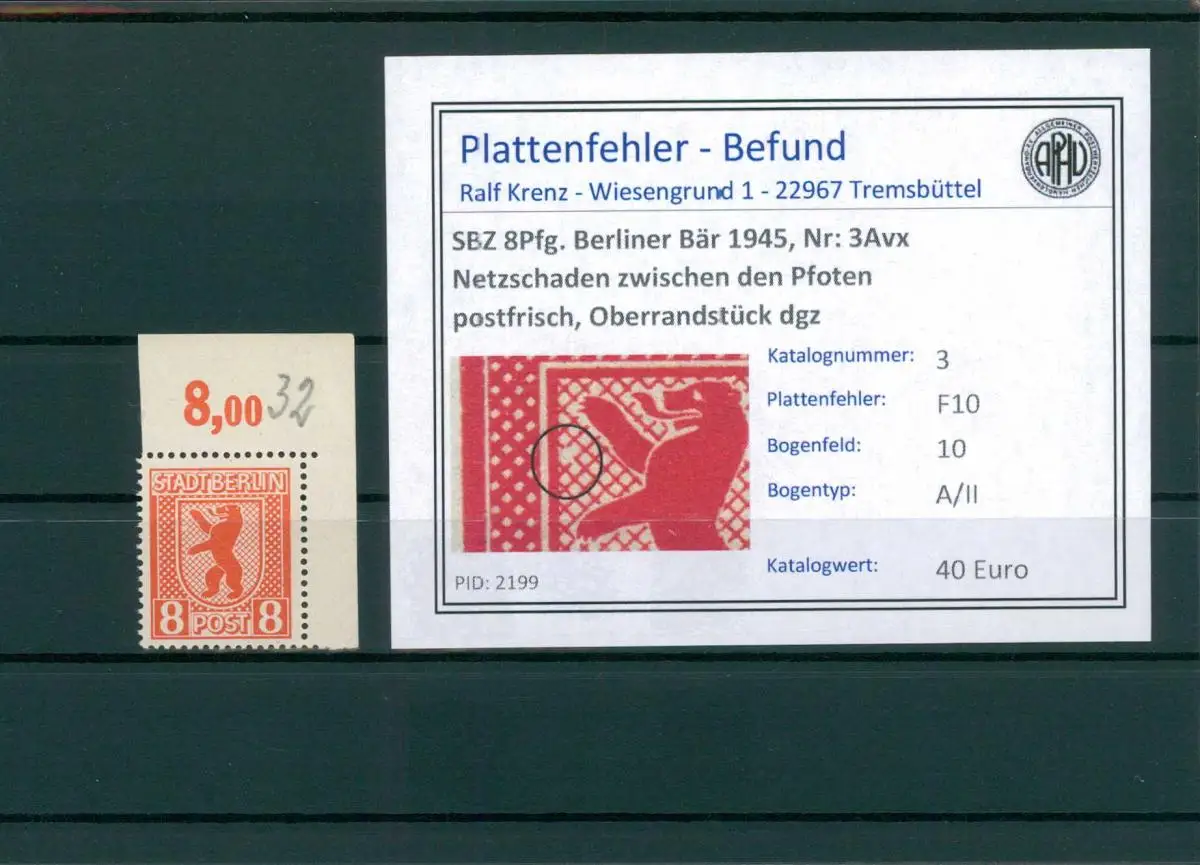 Plattenfehler - Befund
Ralf Krenz - Wiesengrund 1 - 22967 Tremsbüttel
APHV
SBZ 8Pfg. Berliner Bär 1945, Nr: 3Avx
Netzschaden zwischen den Pfoten
postfrisch, Oberrandstück dgz
Katalognummer: 3
Plattenfehler: F10
Bogenfeld: 10
Bogentyp: A/II
Katalogwert: 40 Euro
PID: 2199
8,00 32
STADT BERLIN
8 POST 8